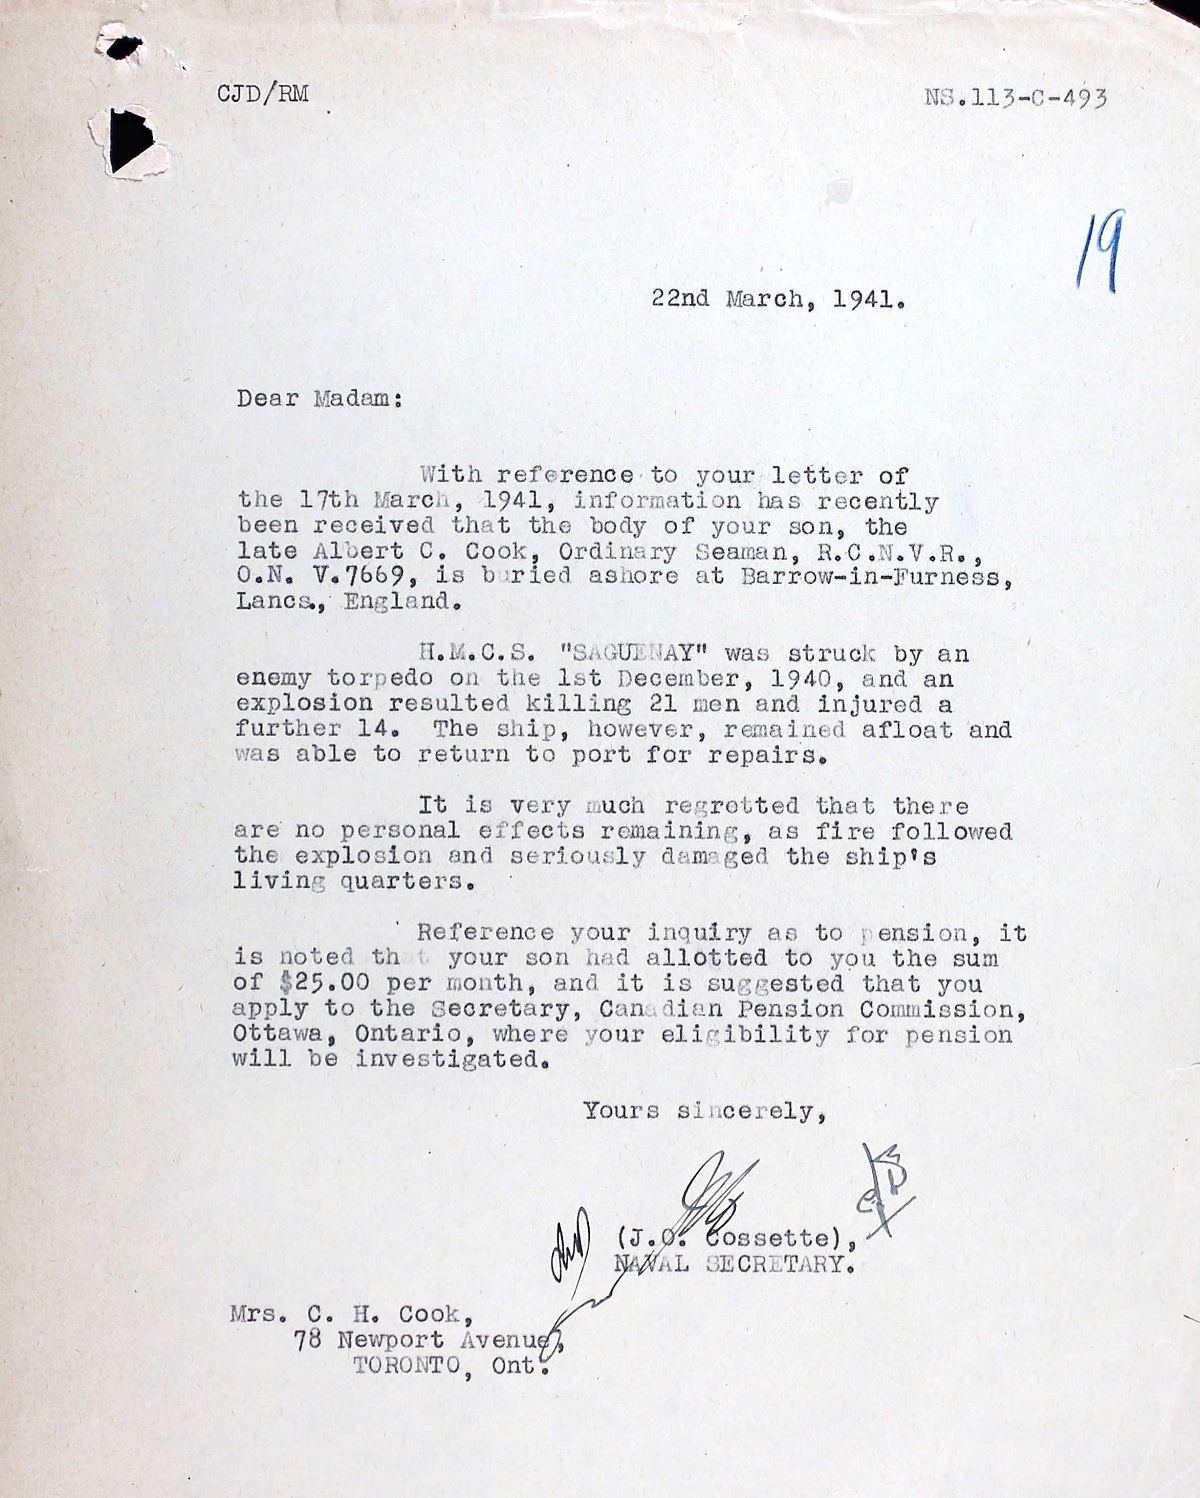 CJD/RM
NS.113-C-493
19
22nd March, 1941.
Dear Madam:
With reference to your letter of
the 17th March, 1941, information has recently
been received that the body of your son, the
late Albert C. Cook, Ordinary Seaman, R.C.N.V.R.,
O.N. V.7669, is buried ashore at Barrow-in-Furness,
Lancs., England.
H.M.C.S. "SAGUENAY" was struck by an
enemy torpedo on the 1st December, 1940, and an
explosion resulted killing 21 men and injured a
further 14. The ship, however, remained afloat and
was able to return to port for repairs.
It is very much regretted that there
are no personal effects remaining, as fire followed
the explosion and seriously damaged the ship's
living quarters.
Reference your inquiry as to pension, it
is noted that your son had allotted to you the sum
of $25.00 per month, and it is suggested that you
apply to the Secretary, Canadian Pension Commission,
Ottawa, Ontario, where your eligibility for pension
will be investigated.
Yours sincerely,
(J.O. Cossette),
NAVAL SECRETARY.
Mrs. C. H. Cook,
78 Newport Avenue,
TORONTO, Ont.